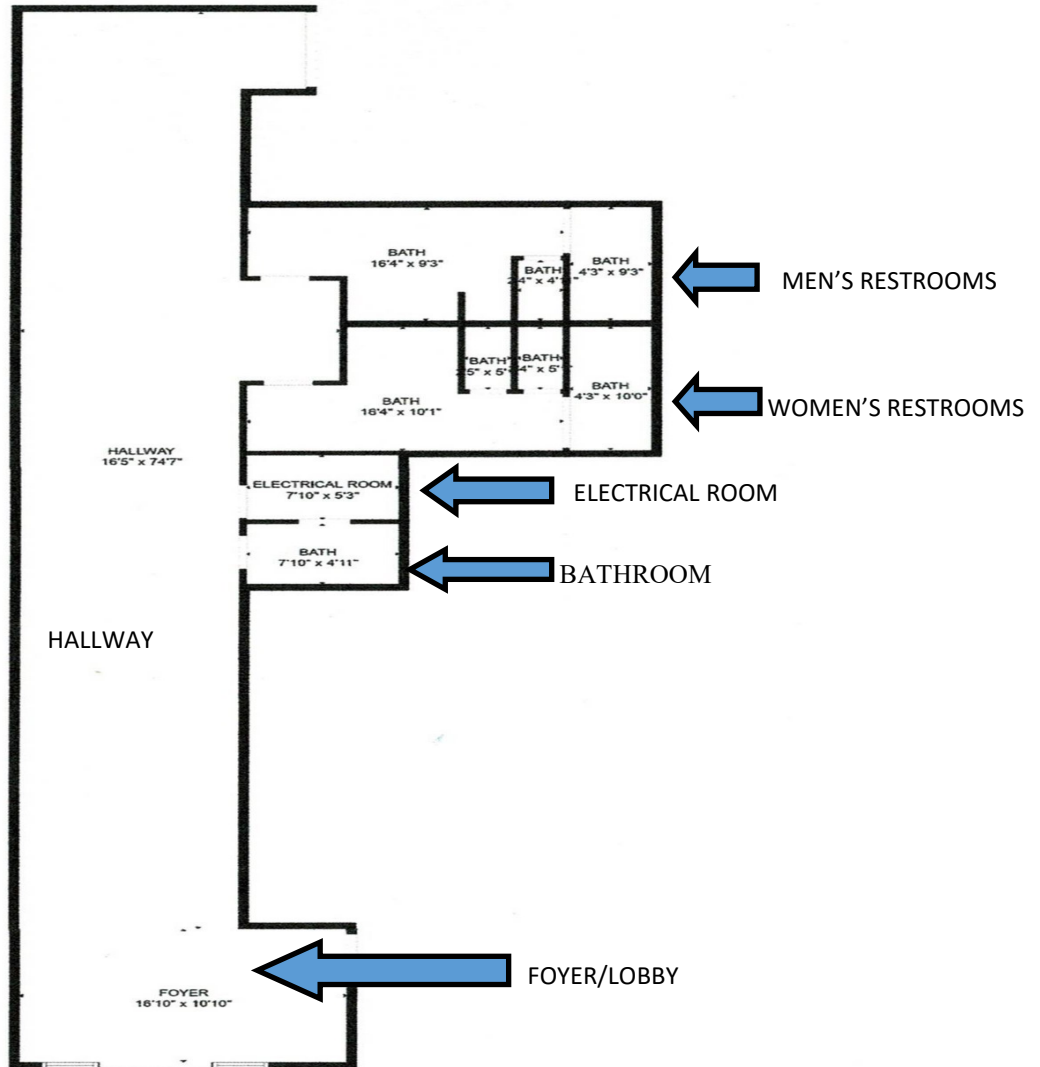 BATH
16'4" x 9'3"
BATH
BATH
4'3" x 9'3"
MEN'S RESTROOMS
BATH
BATH
BATH
16'4" x 10'1"
BATH
4'3" x 10'0"
WOMEN'S RESTROOMS
HALLWAY
16'5" x 74'7"
ELECTRICAL ROOM
7'10" x 5'3"
ELECTRICAL ROOM
BATH
7'10" x 4'11"
BATHROOM
HALLWAY
FOYER/LOBBY
FOYER
16'10" x 10'10"